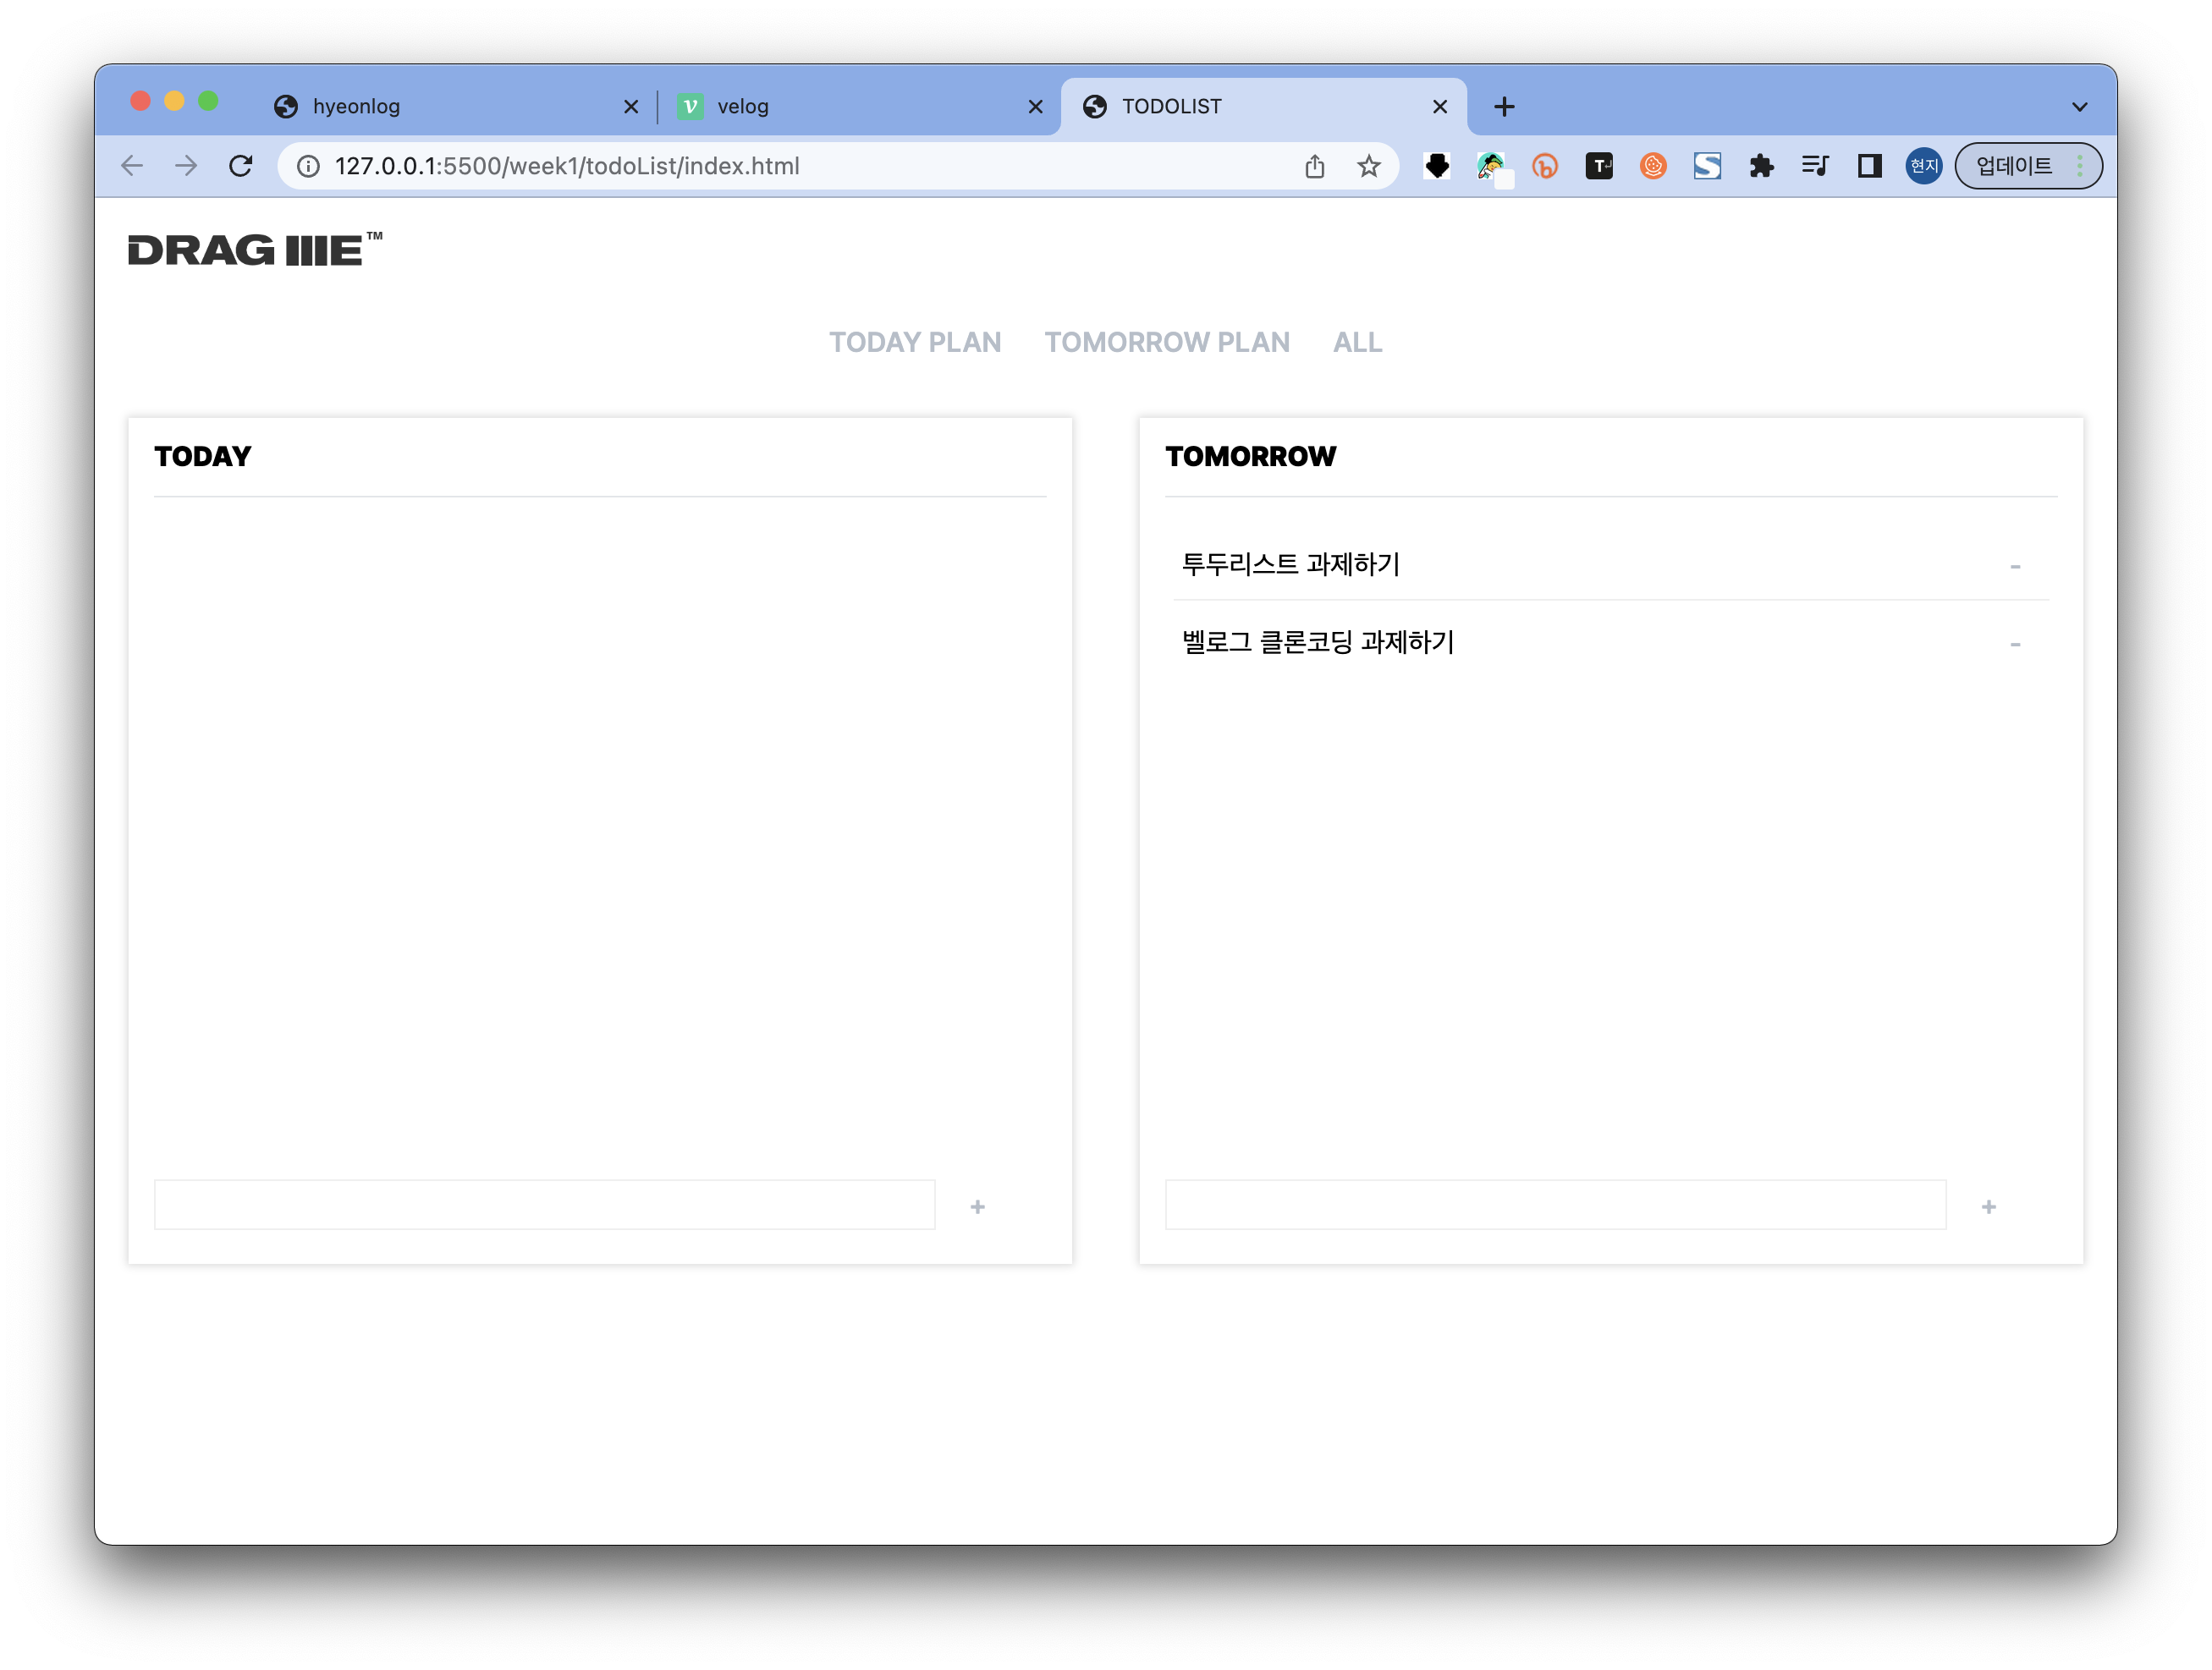 hyeonlog
velog
TODOLIST
127.0.0.1:5500/week1/todoList/index.html
현지
업데이트
DRAG ME™
TODAY PLAN TOMORROW PLAN ALL
TODAY
TOMORROW
투두리스트 과제하기 -
벨로그 클론코딩 과제하기 -
+
+